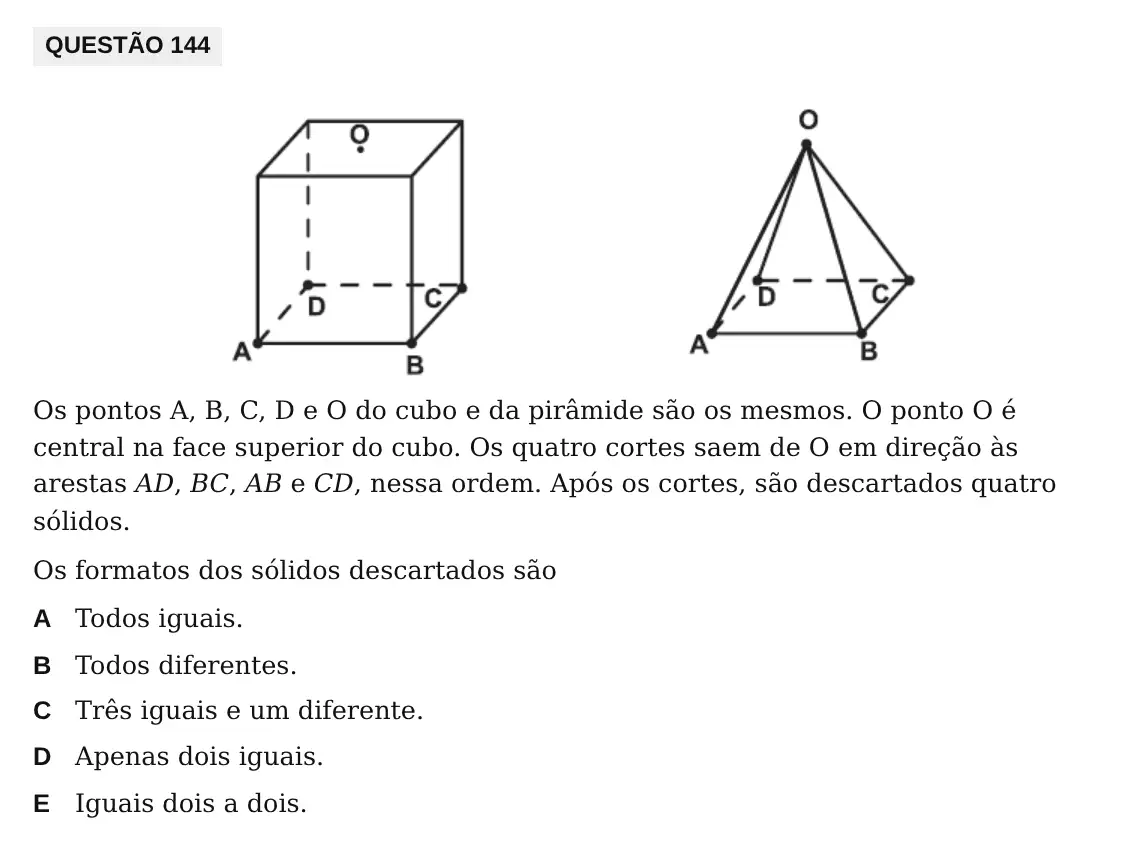 QUESTÃO 144
O
O
D
C
A
B
D
C
A
B
Os pontos A, B, C, D e O do cubo e da pirâmide são os mesmos. O ponto O é
central na face superior do cubo. Os quatro cortes saem de O em direção às
arestas AD, BC, AB e CD, nessa ordem. Após os cortes, são descartados quatro
sólidos.
Os formatos dos sólidos descartados são
A Todos iguais.
B Todos diferentes.
C Três iguais e um diferente.
D Apenas dois iguais.
E Iguais dois a dois.